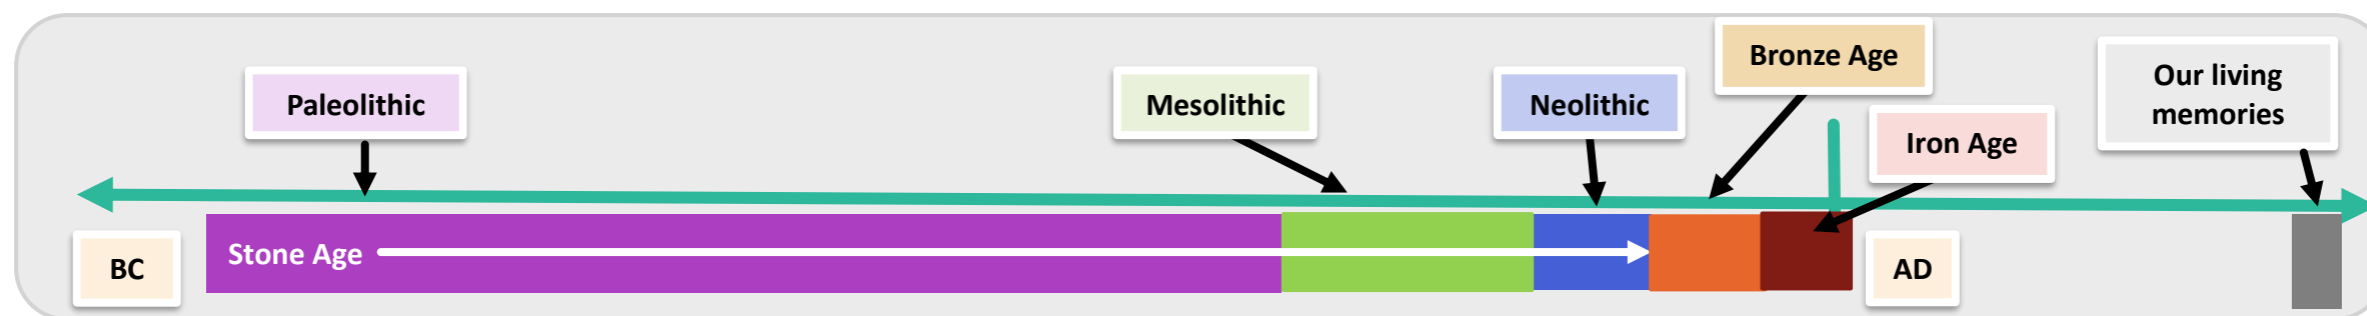 Paleolithic
Mesolithic
Neolithic
Bronze Age
Iron Age
Our living
memories
Stone Age
BC
AD